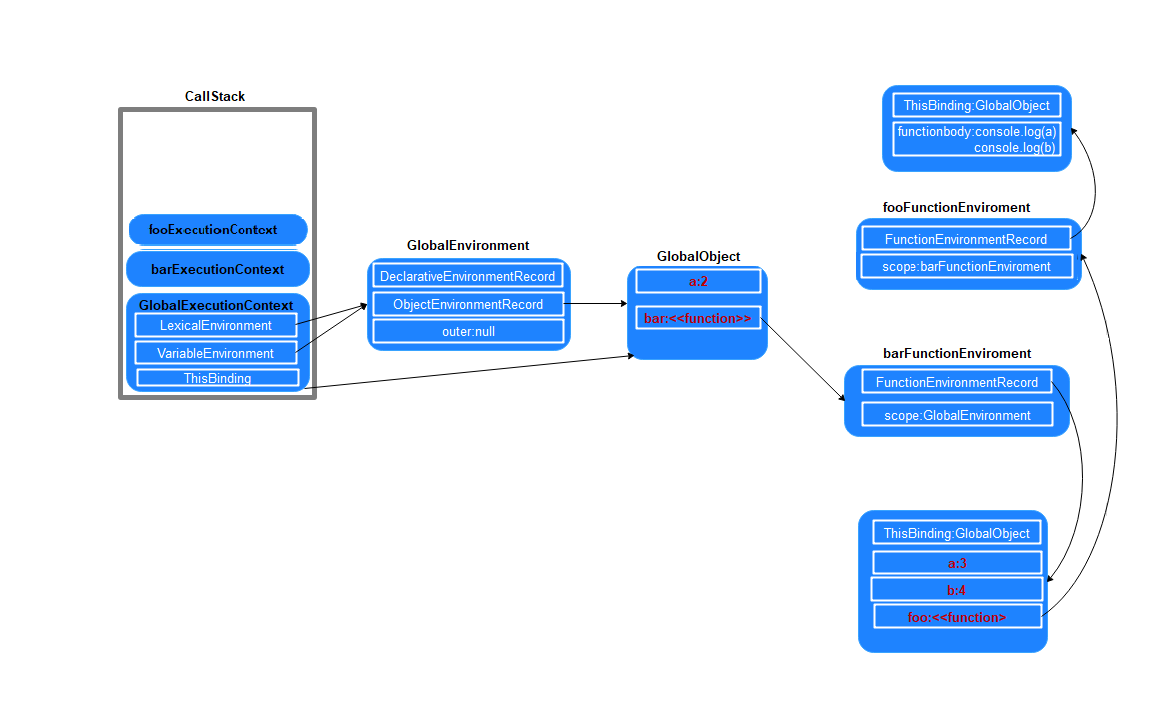 CallStack
fooExecutionContext
barExecutionContext
GlobalExecutionContext
LexicalEnvironment
VariableEnvironment
ThisBinding
GlobalEnvironment
DeclarativeEnvironmentRecord
ObjectEnvironmentRecord
outer:null
GlobalObject
a:2
bar:<<function>>
ThisBinding:GlobalObject
functionbody:console.log(a)
console.log(b)
fooFunctionEnviroment
FunctionEnvironmentRecord
scope:barFunctionEnviroment
barFunctionEnviroment
FunctionEnvironmentRecord
scope:GlobalEnvironment
ThisBinding:GlobalObject
a:3
b:4
foo:<<function>